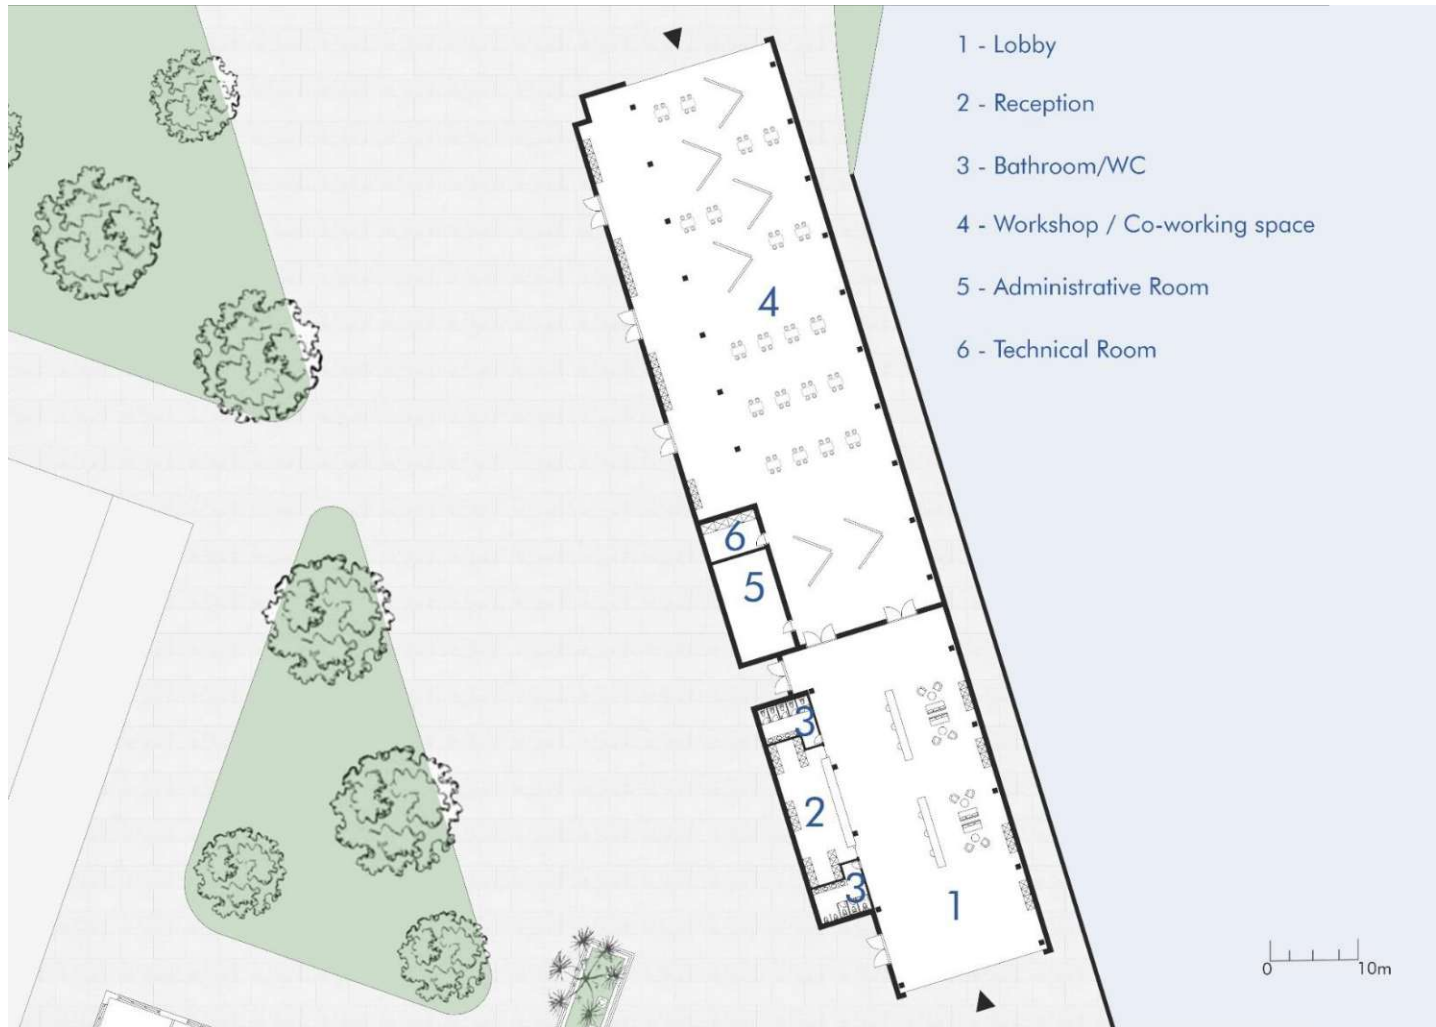 1 - Lobby
2 - Reception
3 - Bathroom/WC
4 - Workshop / Co-working space
5 - Administrative Room
6 - Technical Room
4
6
5
3
2
3
1
0 10m